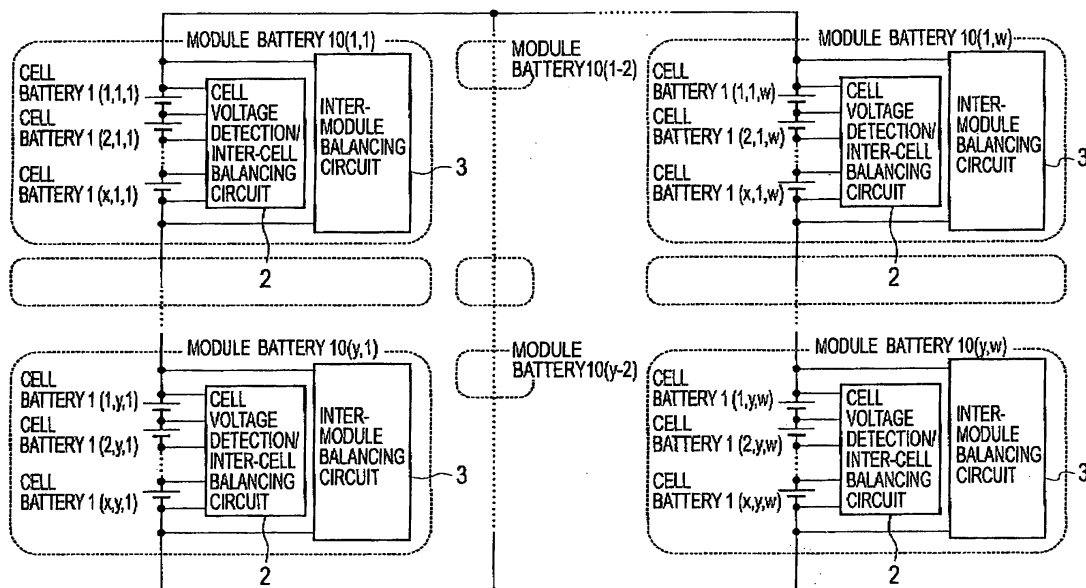 MODULE BATTERY 10(1,1)
CELL
BATTERY 1 (1,1,1)
CELL
BATTERY 1 (2,1,1)
CELL
BATTERY 1 (x,1,1)
CELL
VOLTAGE
DETECTION/
INTER-CELL
BALANCING
CIRCUIT
INTER-
MODULE
BALANCING
CIRCUIT
3
2
MODULE
BATTERY10(1-2)
MODULE BATTERY 10(1,w)
CELL
BATTERY 1 (1,1,w)
CELL
BATTERY 1 (2,1,w)
CELL
BATTERY 1 (x,1,w)
CELL
VOLTAGE
DETECTION/
INTER-CELL
BALANCING
CIRCUIT
INTER-
MODULE
BALANCING
CIRCUIT
3
2
MODULE BATTERY 10(y,1)
CELL
BATTERY 1 (1,y,1)
CELL
BATTERY 1 (2,y,1)
CELL
BATTERY 1 (x,y,1)
CELL
VOLTAGE
DETECTION/
INTER-CELL
BALANCING
CIRCUIT
INTER-
MODULE
BALANCING
CIRCUIT
3
2
MODULE
BATTERY10(y-2)
MODULE BATTERY 10(y,w)
CELL
BATTERY 1 (1,y,w)
CELL
BATTERY 1 (2,y,w)
CELL
BATTERY 1 (x,y,w)
CELL
VOLTAGE
DETECTION/
INTER-CELL
BALANCING
CIRCUIT
INTER-
MODULE
BALANCING
CIRCUIT
3
2